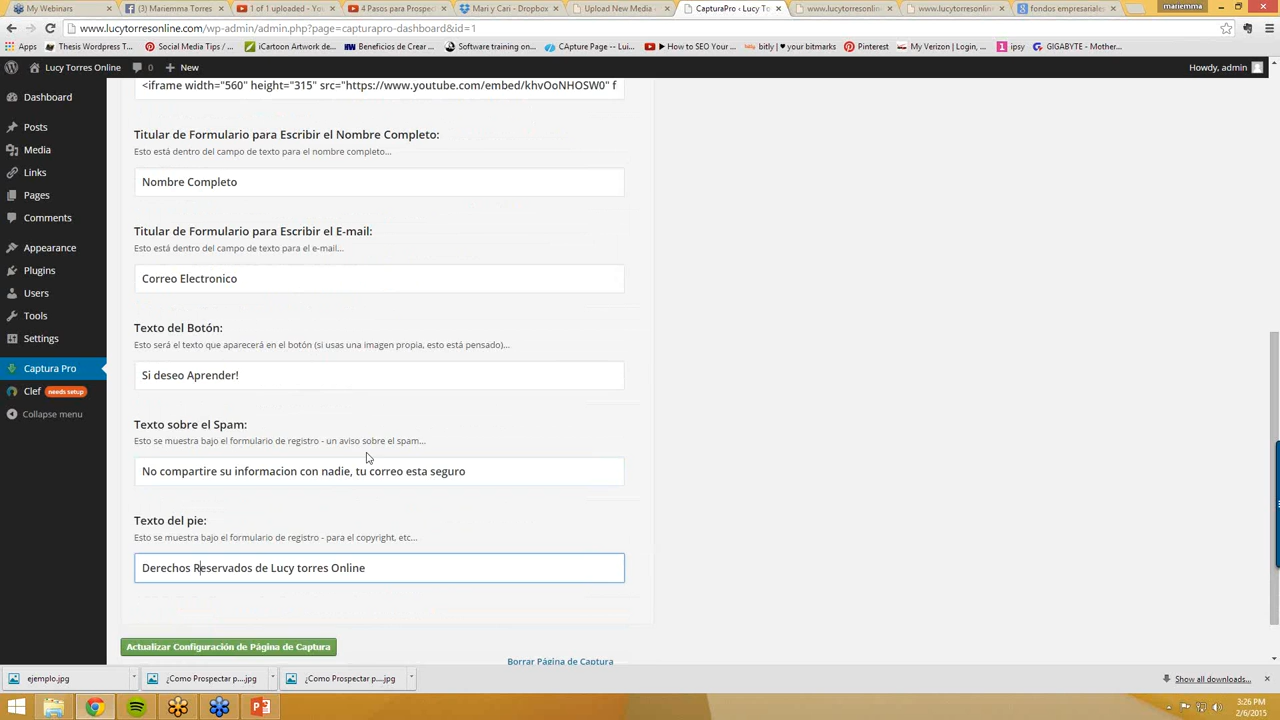 My Webinars
(3) Mariemma Torres
1 of 1 uploaded - YouTu
4 Pasos para Prospec
Mari y Cari - Dropbox
Upload New Media ‹
CapturaPro ‹ Lucy To
www.lucytorresonline.c
www.lucytorresonline.c
fondos empresariales
mariemma
www.lucytorresonline.com/wp-admin/admin.php?page=capturapro-dashboard&id=1
Apps
Thesis Wordpress T...
Social Media Tips / ...
iCartoon Artwork de...
Beneficios de Crear ...
Software training on...
CApture Page -- Lui...
How to SEO Your ...
bitly | ♥ your bitmarks
Pinterest
My Verizon | Login, ...
ipsy
GIGABYTE - Mother...
Lucy Torres Online
0
New
Howdy, admin
Dashboard
Posts
Media
Links
Pages
Comments
Appearance
Plugins
Users
Tools
Settings
Captura Pro
Clef needs setup
Collapse menu
<iframe width="560" height="315" src="https://www.youtube.com/embed/khvOoNHOSW0" f
Titular de Formulario para Escribir el Nombre Completo:
Esto está dentro del campo de texto para el nombre completo...
Nombre Completo
Titular de Formulario para Escribir el E-mail:
Esto está dentro del campo de texto para el e-mail...
Correo Electronico
Texto del Botón:
Esto será el texto que aparecerá en el botón (si usas una imagen propia, esto está pensado)...
Si deseo Aprender!
Texto sobre el Spam:
Esto se muestra bajo el formulario de registro - un aviso sobre el spam...
No compartire su informacion con nadie, tu correo esta seguro
Texto del pie:
Esto se muestra bajo el formulario de registro - para el copyright, etc...
Derechos Reservados de Lucy torres Online
Actualizar Configuración de Página de Captura
Borrar Página de Captura
ejemplo.jpg
¿Como Prospectar p....jpg
¿Como Prospectar p....jpg
Show all downloads...
3:26 PM
2/6/2015